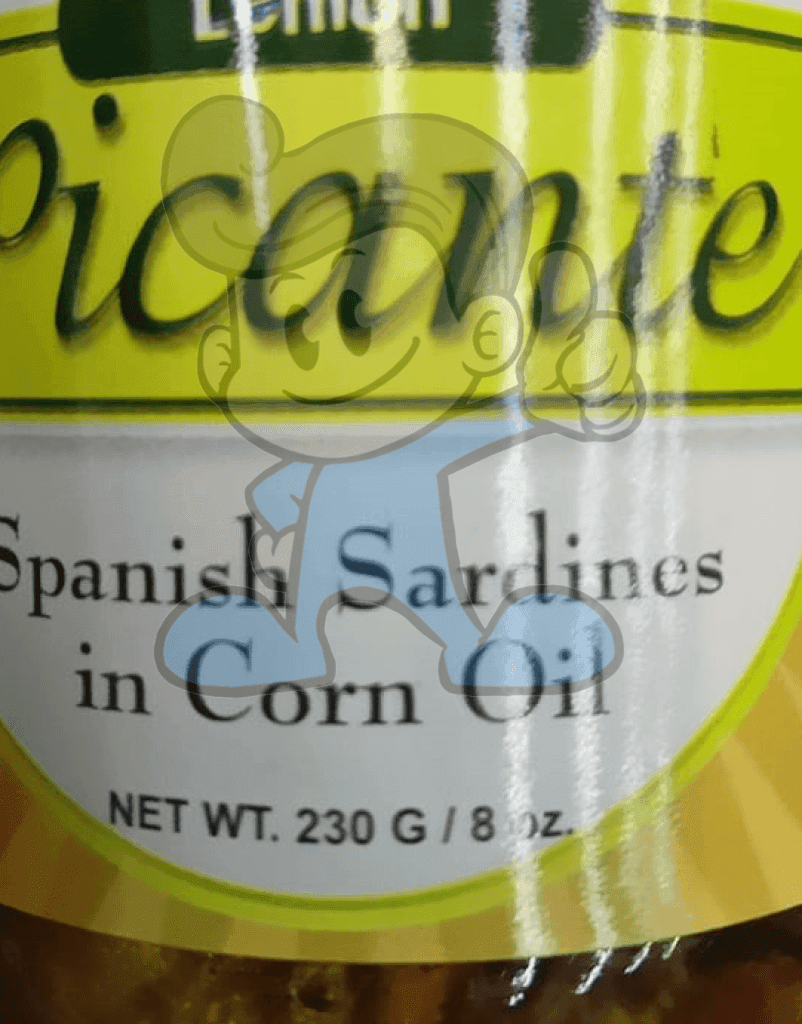 Lemon
Picante
Spanish Sardines
in Corn Oil
NET WT. 230 G / 8 oz.